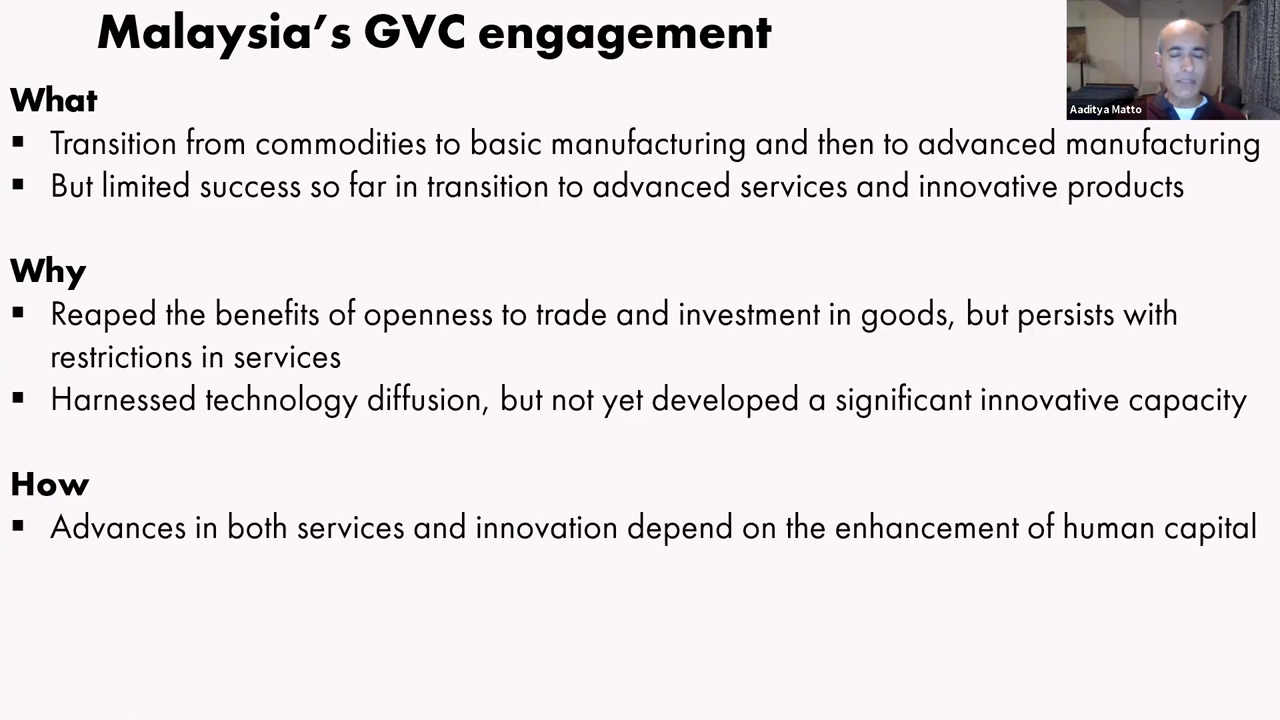 Malaysia's GVC engagement
Aaditya Matto
What
▪ Transition from commodities to basic manufacturing and then to advanced manufacturing
▪ But limited success so far in transition to advanced services and innovative products
Why
▪ Reaped the benefits of openness to trade and investment in goods, but persists with
restrictions in services
▪ Harnessed technology diffusion, but not yet developed a significant innovative capacity
How
▪ Advances in both services and innovation depend on the enhancement of human capital